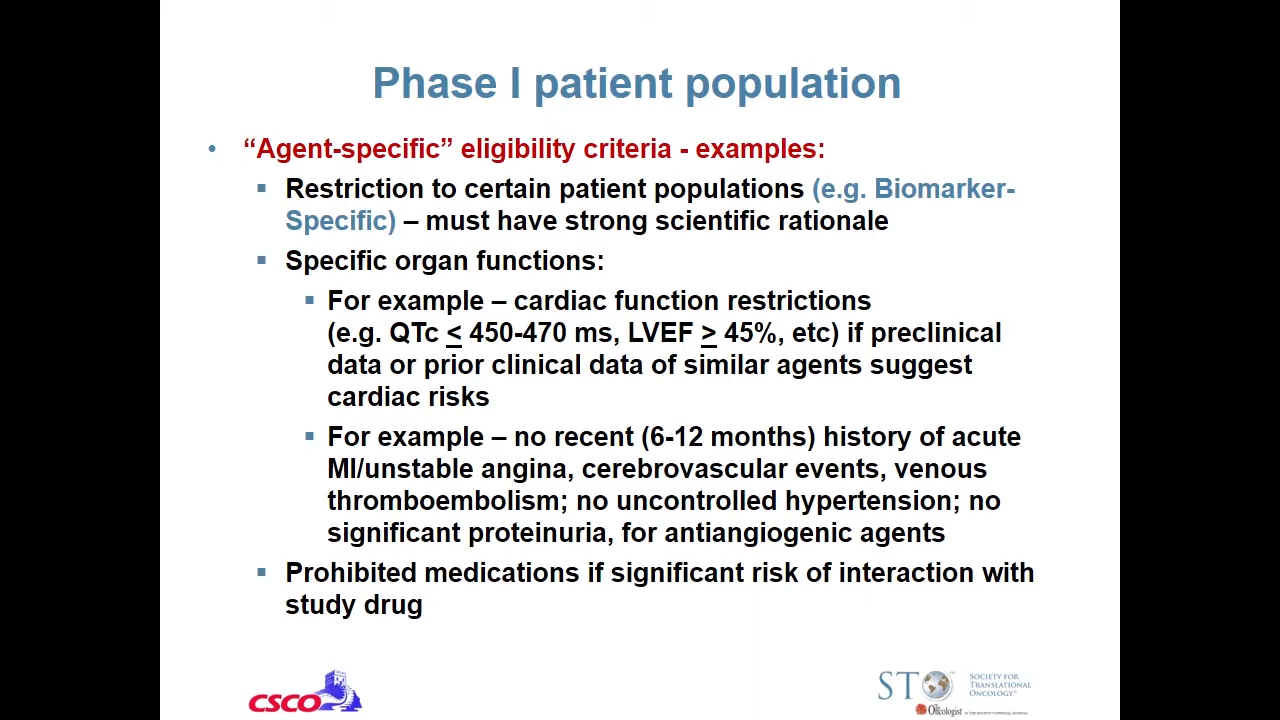 Phase I patient population
• “Agent-specific” eligibility criteria - examples:
▪ Restriction to certain patient populations (e.g. Biomarker-
Specific) – must have strong scientific rationale
▪ Specific organ functions:
▪ For example – cardiac function restrictions
(e.g. QTc < 450-470 ms, LVEF > 45%, etc) if preclinical
data or prior clinical data of similar agents suggest
cardiac risks
▪ For example – no recent (6-12 months) history of acute
MI/unstable angina, cerebrovascular events, venous
thromboembolism; no uncontrolled hypertension; no
significant proteinuria, for antiangiogenic agents
▪ Prohibited medications if significant risk of interaction with
study drug
CSCO
STO
SOCIETY FOR
TRANSLATIONAL
ONCOLOGY
The Oncologist